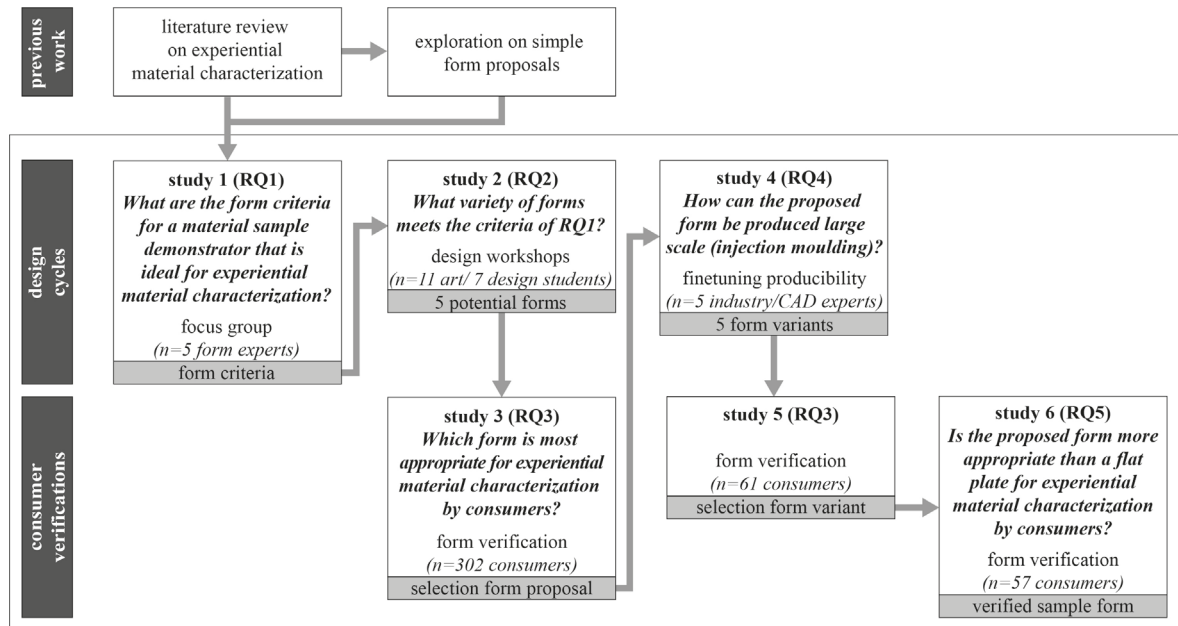 previous
work
literature review
on experiential
material characterization
exploration on simple
form proposals
design
cycles
study 1 (RQ1)
What are the form criteria
for a material sample
demonstrator that is
ideal for experiential
material characterization?
focus group
(n=5 form experts)
form criteria
study 2 (RQ2)
What variety of forms
meets the criteria of RQ1?
design workshops
(n=11 art/ 7 design students)
5 potential forms
study 4 (RQ4)
How can the proposed
form be produced large
scale (injection moulding)?
finetuning producibility
(n=5 industry/CAD experts)
5 form variants
consumer
verifications
study 3 (RQ3)
Which form is most
appropriate for experiential
material characterization
by consumers?
form verification
(n=302 consumers)
selection form proposal
study 5 (RQ3)
form verification
(n=61 consumers)
selection form variant
study 6 (RQ5)
Is the proposed form more
appropriate than a flat
plate for experiential
material characterization
by consumers?
form verification
(n=57 consumers)
verified sample form